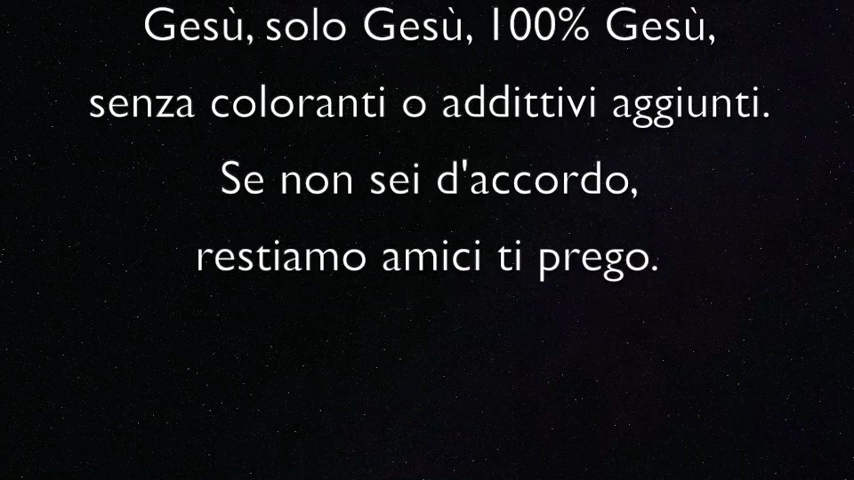 Gesù, solo Gesù, 100% Gesù,
senza coloranti o addittivi aggiunti.
Se non sei d'accordo,
restiamo amici ti prego.